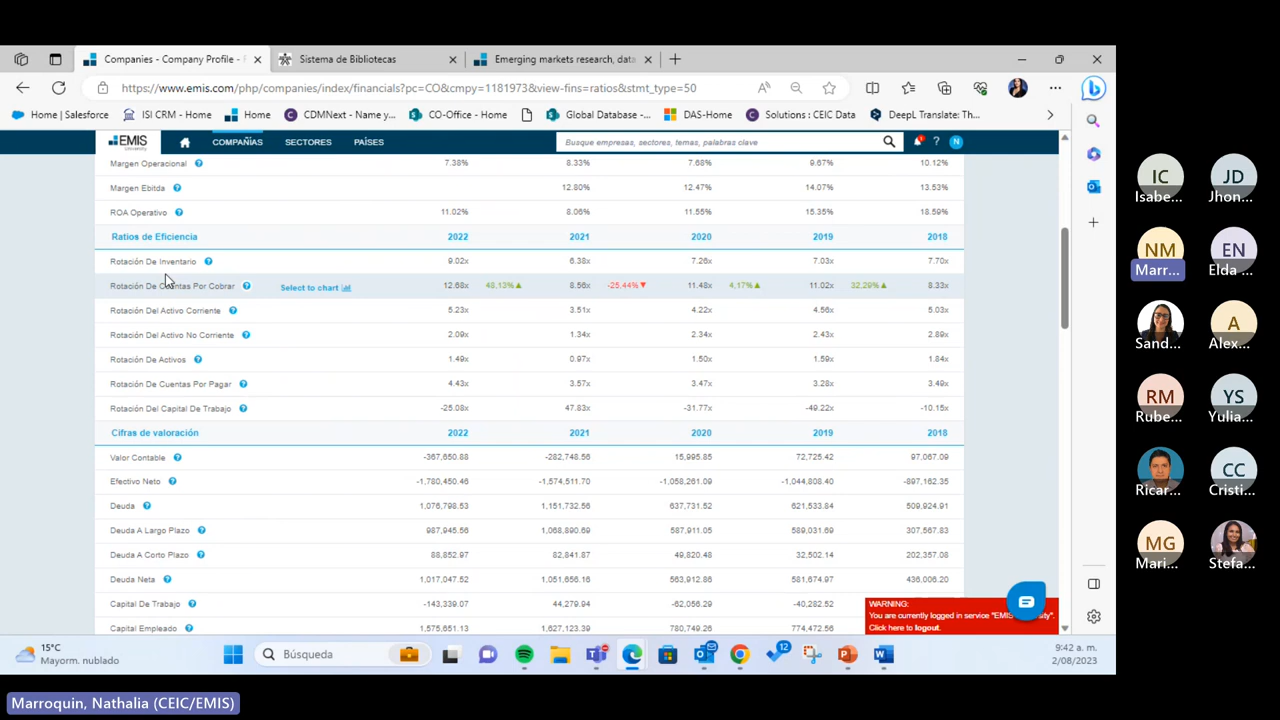 Companies - Company Profile - F
Sistema de Bibliotecas
Emerging markets research, data
https://www.emis.com/php/companies/index/financials?pc=CO&cmpy=1181973&view-fins=ratios&stmt_type=50
Home | Salesforce
ISI CRM - Home
Home
CDMNext - Name y...
CO-Office - Home
Global Database -...
DAS-Home
Solutions : CEIC Data
DeepL Translate: Th...
EMIS University
COMPAÑÍAS
SECTORES
PAÍSES
Busque empresas, sectores, temas, palabras clave
N
Margen Operacional 7.38% 8.33% 7.68% 9.67% 10.12%
Margen Ebitda 12.80% 12.47% 14.07% 13.53%
ROA Operativo 11.02% 8.06% 11.55% 15.35% 18.59%
Ratios de Eficiencia 2022 2021 2020 2019 2018
Rotación De Inventario 9.02x 6.38x 7.26x 7.03x 7.70x
Rotación De Cuentas Por Cobrar Select to chart 12.68x 48,13%▲ 8.56x -25.44%▼ 11.48x 4,17%▲ 11.02x 32,29%▲ 8.33x
Rotación Del Activo Corriente 5.23x 3.51x 4.22x 4.56x 5.03x
Rotación Del Activo No Corriente 2.09x 1.34x 2.34x 2.43x 2.89x
Rotación De Activos 1.49x 0.97x 1.50x 1.59x 1.84x
Rotación De Cuentas Por Pagar 4.43x 3.57x 3.47x 3.28x 3.49x
Rotación Del Capital De Trabajo -25.08x 47.83x -31.77x -49.22x -10.15x
Cifras de valoración 2022 2021 2020 2019 2018
Valor Contable -367,650.88 -282,748.56 15,995.85 72,725.42 97,067.09
Efectivo Neto -1,780,450.46 -1,574,511.70 -1,058,261.09 -1,044,808.40 -897,162.35
Deuda 1,076,798.53 1,151,732.56 637,731.52 621,533.84 509,924.91
Deuda A Largo Plazo 987,945.56 1,068,890.69 587,911.05 589,031.69 307,567.83
Deuda A Corto Plazo 88,852.97 82,841.87 49,820.48 32,502.14 202,357.08
Deuda Neta 1,017,047.52 1,051,656.16 563,912.86 581,674.97 436,006.20
Capital De Trabajo -143,339.07 44,279.94 -62,056.29 -40,282.52
Capital Empleado 1,575,651.13 1,627,123.39 780,749.26 774,472.56
WARNING:
You are currently logged in service "EMIS
Click here to logout.
15°C
Mayorm. nublado
Búsqueda
12
9:42 a. m.
2/08/2023
IC
Isabe...
JD
Jhon...
NM
Marr...
EN
Elda ...
Sand...
A
Alex...
RM
Rube...
YS
Yulia...
Ricar...
CC
Cristi...
MG
Mari...
Stefa...
Marroquin, Nathalia (CEIC/EMIS)